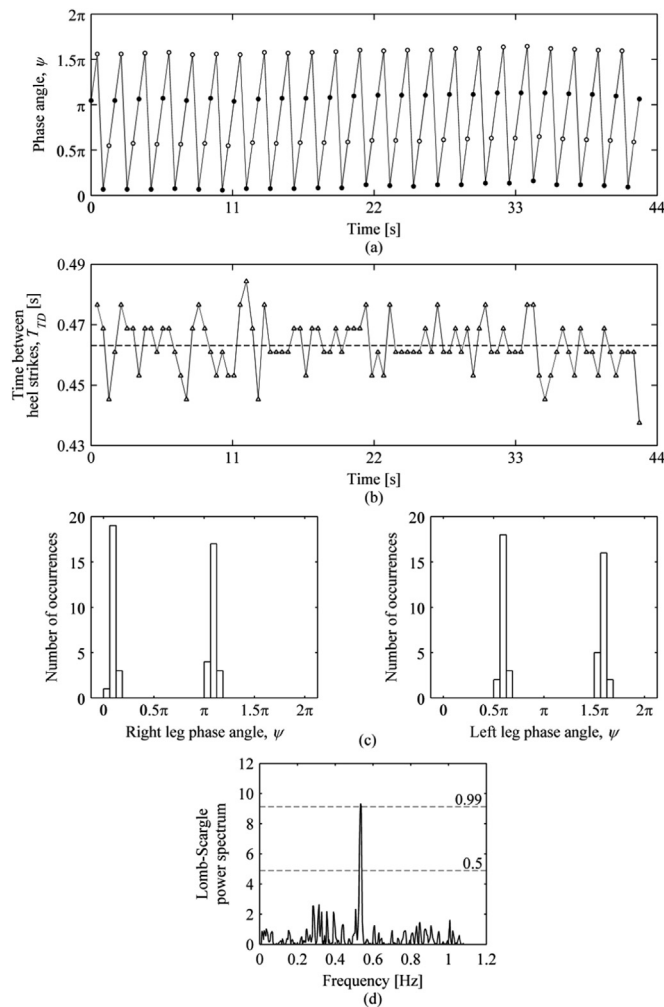 2π
1.5π
π
0.5π
0
Phase angle, ψ
0 11 22 33 44
Time [s]
(a)
0.49
0.47
0.45
0.43
Time between
heel strikes, T_TD [s]
0 11 22 33 44
Time [s]
(b)
20
15
10
5
0
Number of occurrences
0 0.5π π 1.5π 2π
Right leg phase angle, ψ
20
15
10
5
0
Number of occurrences
0 0.5π π 1.5π 2π
Left leg phase angle, ψ
(c)
12
10
8
6
4
2
0
Lomb-Scargle
power spectrum
0.99
0.5
0 0.2 0.4 0.6 0.8 1 1.2
Frequency [Hz]
(d)